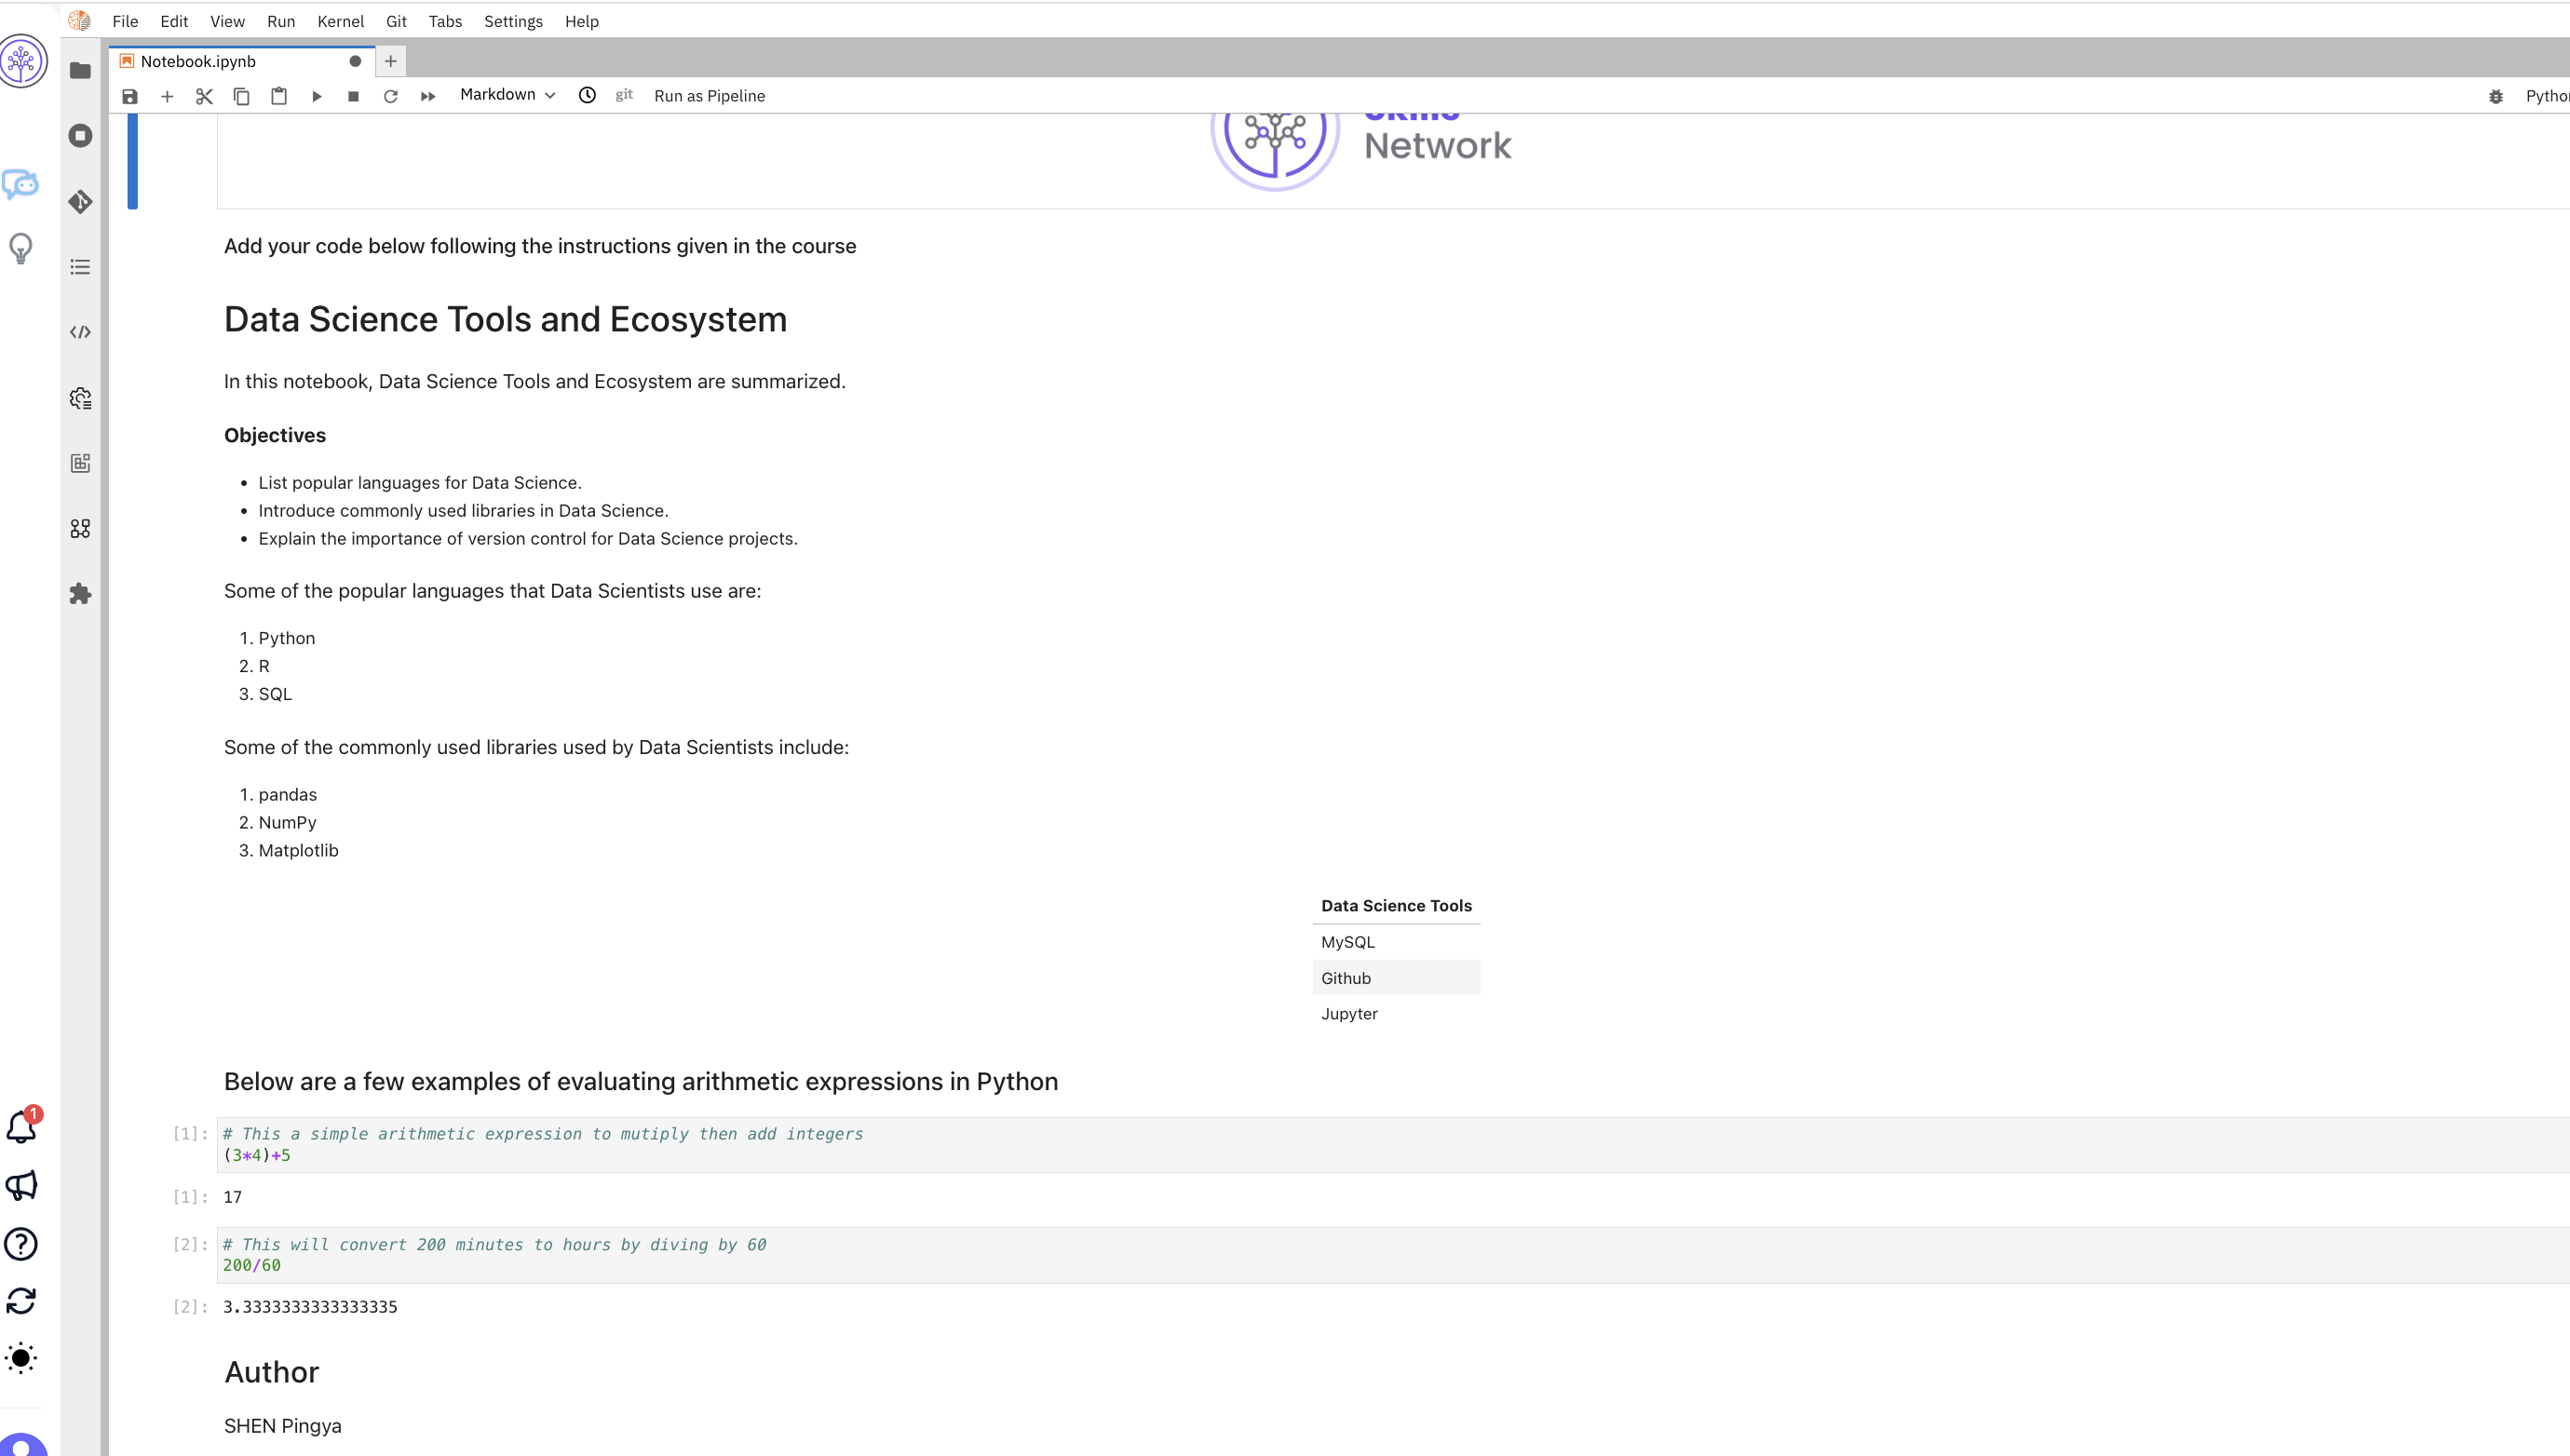 File Edit View Run Kernel Git Tabs Settings Help
Notebook.ipynb
Markdown git Run as Pipeline
Network
Add your code below following the instructions given in the course
Data Science Tools and Ecosystem
In this notebook, Data Science Tools and Ecosystem are summarized.
Objectives
• List popular languages for Data Science.
• Introduce commonly used libraries in Data Science.
• Explain the importance of version control for Data Science projects.
Some of the popular languages that Data Scientists use are:
1. Python
2. R
3. SQL
Some of the commonly used libraries used by Data Scientists include:
1. pandas
2. NumPy
3. Matplotlib
Data Science Tools
MySQL
Github
Jupyter
Below are a few examples of evaluating arithmetic expressions in Python
[1]: # This a simple arithmetic expression to mutiply then add integers
(3*4)+5
[1]: 17
[2]: # This will convert 200 minutes to hours by diving by 60
200/60
[2]: 3.3333333333333335
Author
SHEN Pingya
1